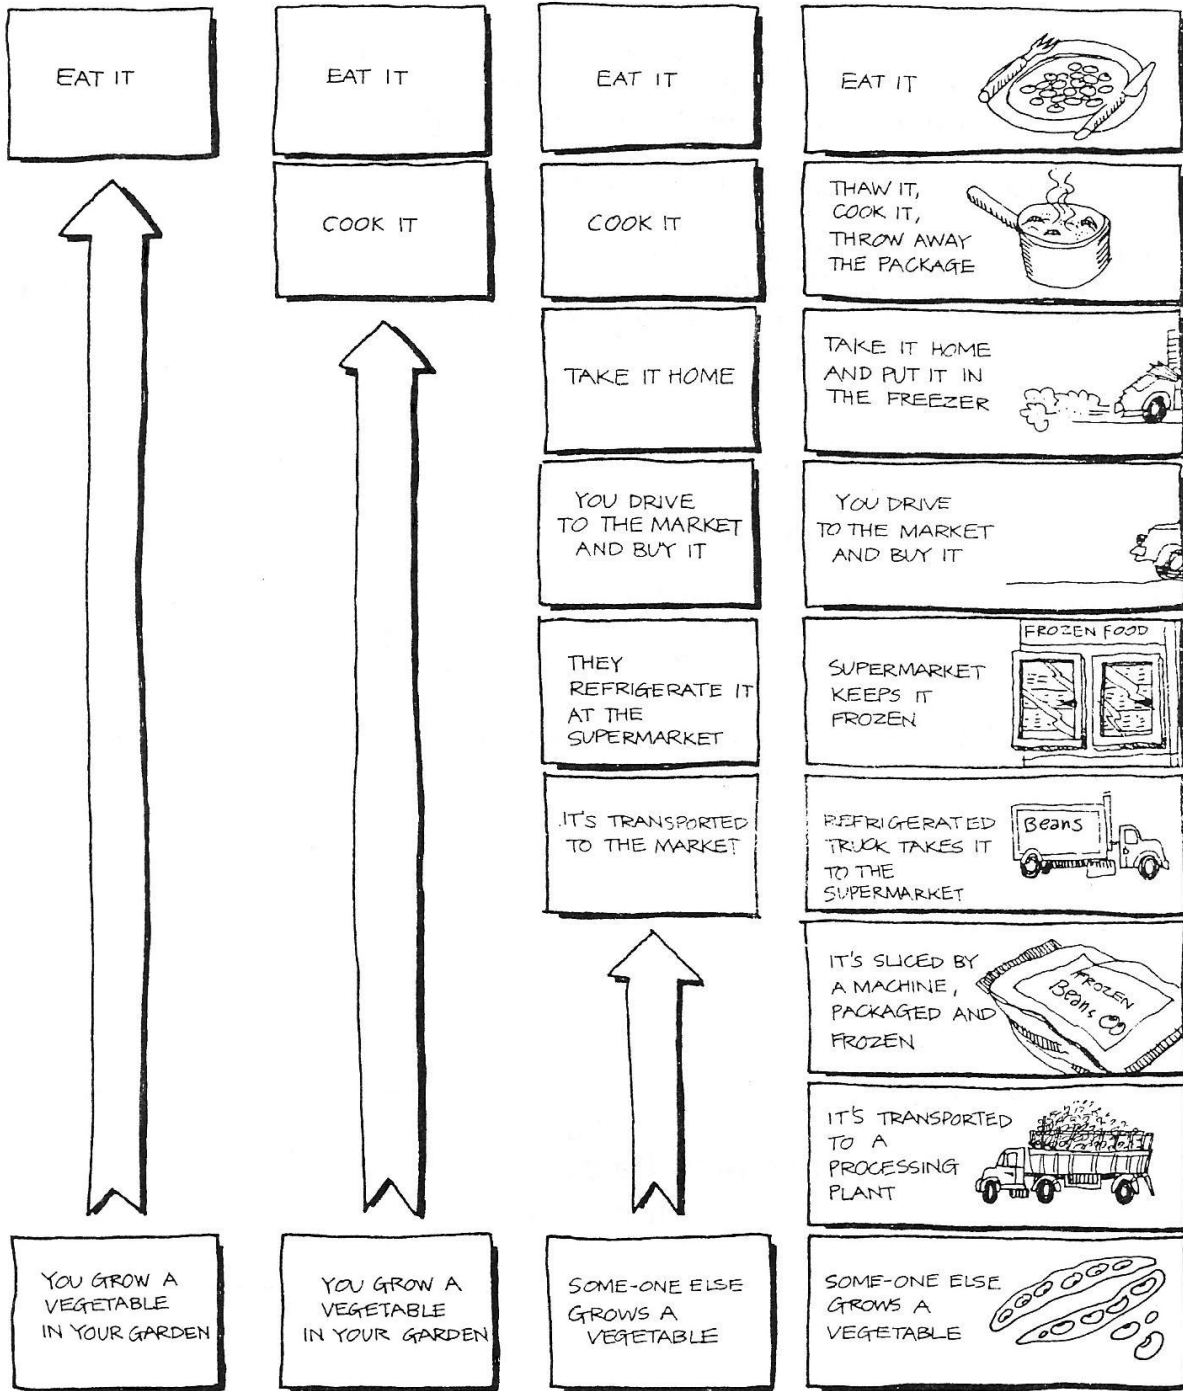 EAT IT
YOU GROW A
VEGETABLE
IN YOUR GARDEN
EAT IT
COOK IT
YOU GROW A
VEGETABLE
IN YOUR GARDEN
EAT IT
COOK IT
TAKE IT HOME
YOU DRIVE
TO THE MARKET
AND BUY IT
THEY
REFRIGERATE IT
AT THE
SUPERMARKET
IT'S TRANSPORTED
TO THE MARKET
SOME-ONE ELSE
GROWS A
VEGETABLE
EAT IT
THAW IT,
COOK IT,
THROW AWAY
THE PACKAGE
TAKE IT HOME
AND PUT IT IN
THE FREEZER
YOU DRIVE
TO THE MARKET
AND BUY IT
SUPERMARKET
KEEPS IT
FROZEN
FROZEN FOOD
REFRIGERATED
TRUCK TAKES IT
TO THE
SUPERMARKET
Beans
IT'S SLICED BY
A MACHINE,
PACKAGED AND
FROZEN
FROZEN
Beans
IT'S TRANSPORTED
TO A
PROCESSING
PLANT
SOME-ONE ELSE
GROWS A
VEGETABLE